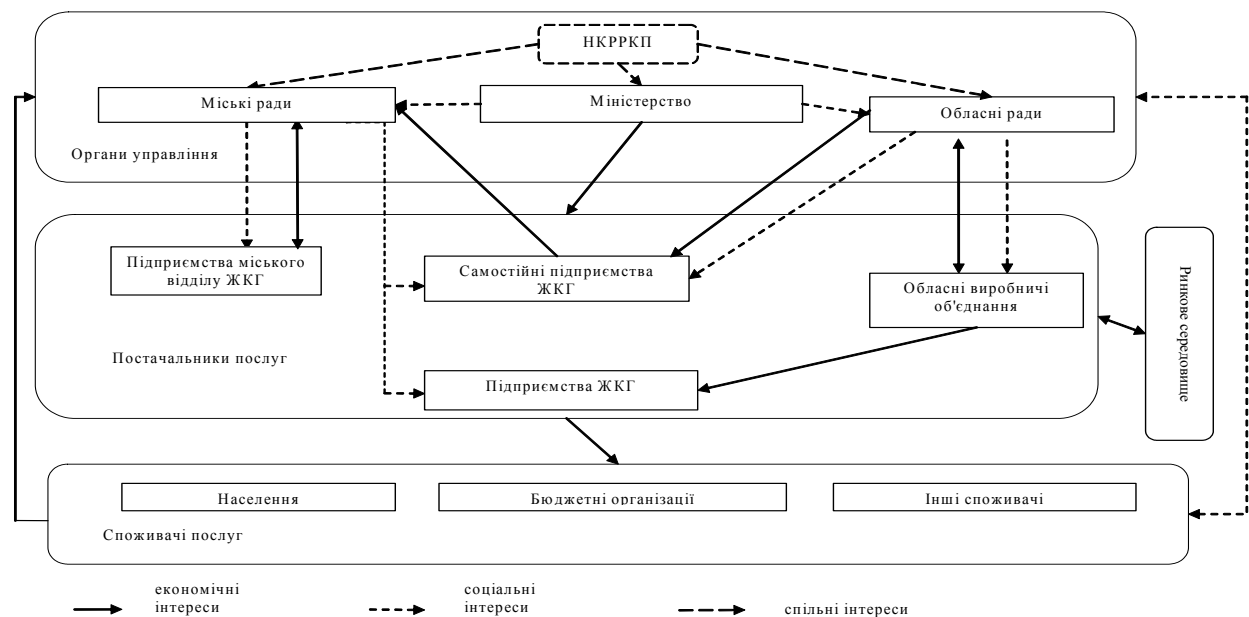 НКРРКП
Міські ради
Міністерство
Обласні ради
Органи управління
Підприємства міського
відділу ЖКГ
Самостійні підприємства
ЖКГ
Обласні виробничі
об'єднання
Ринкове середовище
Постачальники послуг
Підприємства ЖКГ
Населення
Бюджетні організації
Інші споживачі
Споживачі послуг
економічні
інтереси
соціальні
інтереси
спільні інтереси